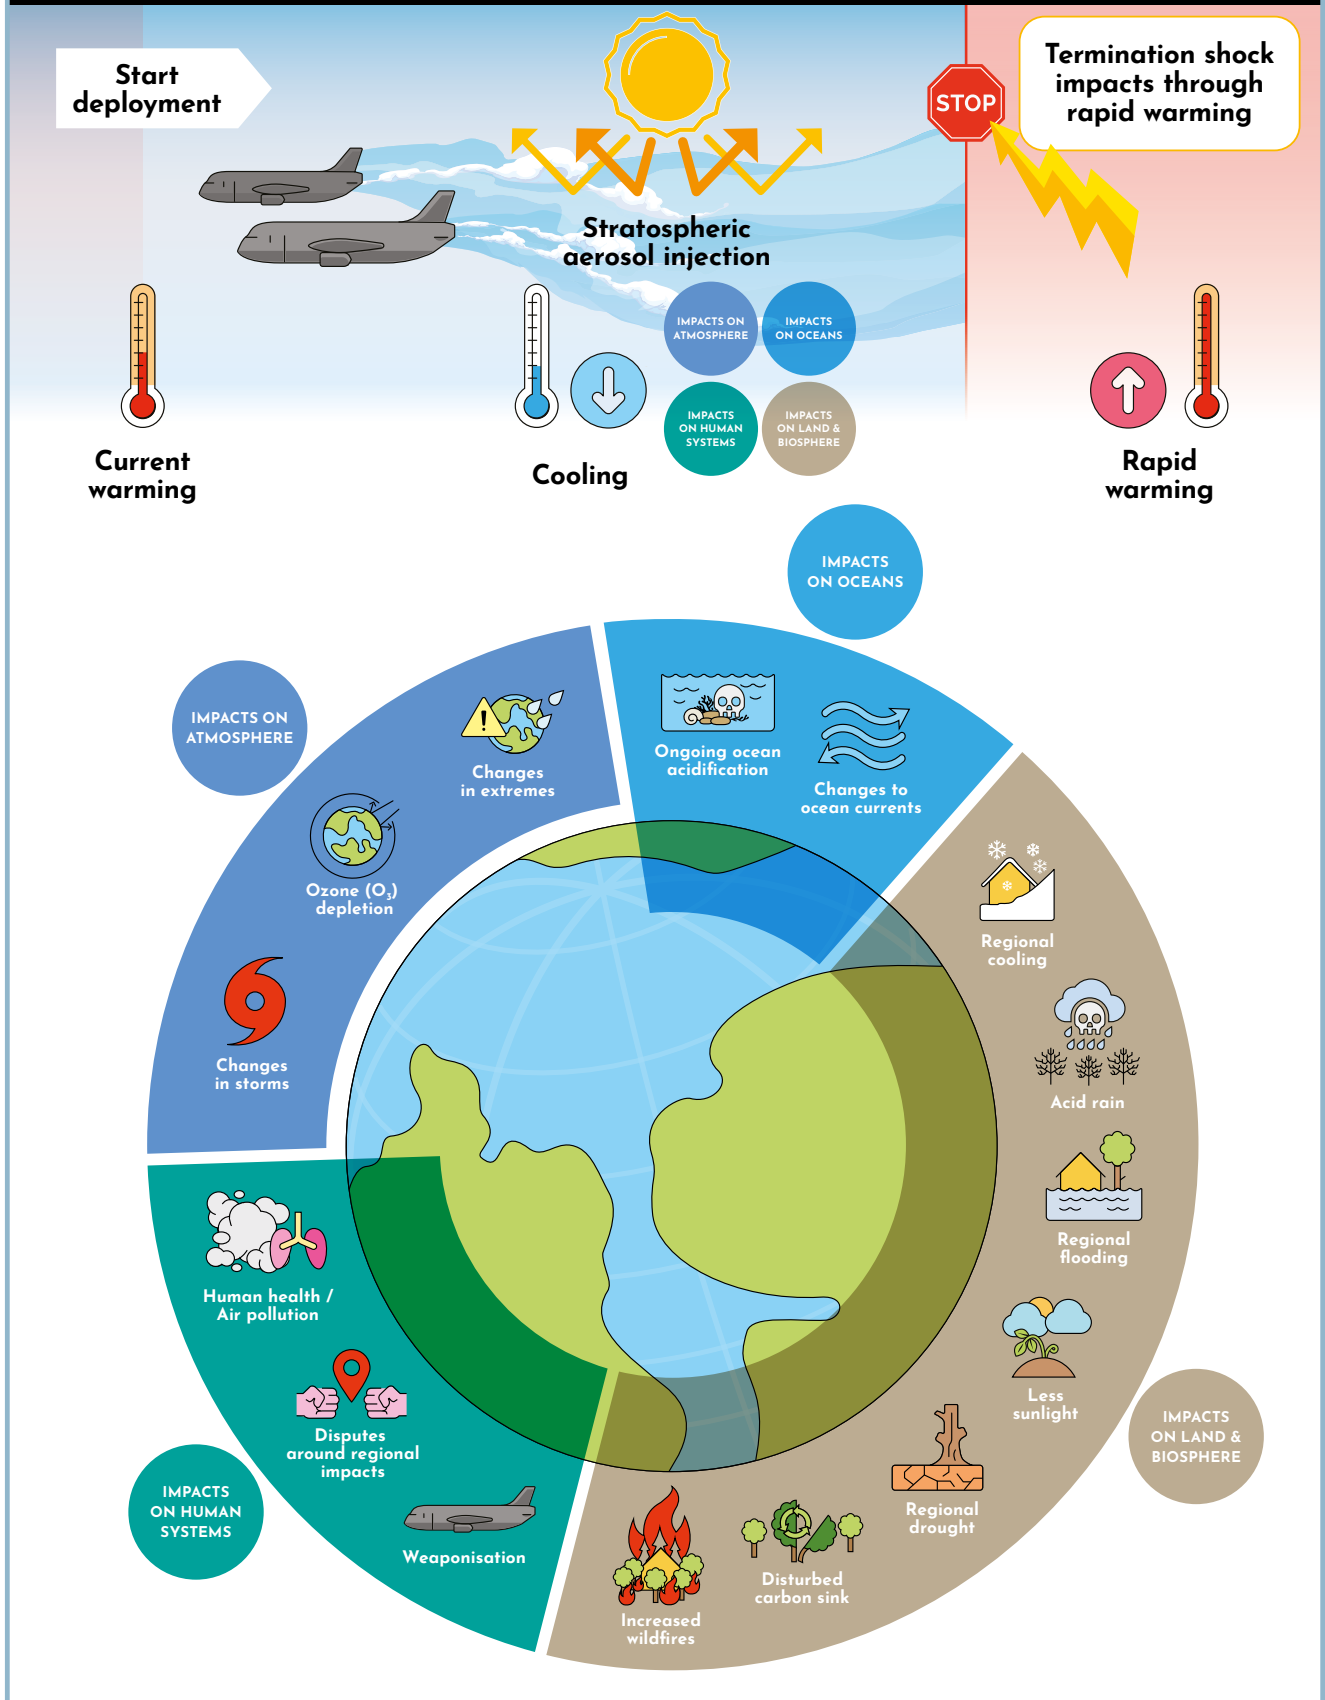 Start
deployment
STOP
Termination shock
impacts through
rapid warming
Stratospheric
aerosol injection
IMPACTS ON
ATMOSPHERE
IMPACTS
ON OCEANS
IMPACTS
ON HUMAN
SYSTEMS
IMPACTS
ON LAND &
BIOSPHERE
Current
warming
Cooling
Rapid
warming
IMPACTS
ON OCEANS
IMPACTS ON
ATMOSPHERE
Changes
in extremes
Ozone (O₃)
depletion
Changes
in storms
Ongoing ocean
acidification
Changes to
ocean currents
Regional
cooling
Acid rain
Regional
flooding
Less
sunlight
Regional
drought
Disturbed
carbon sink
Increased
wildfires
IMPACTS
ON LAND &
BIOSPHERE
Human health /
Air pollution
Disputes
around regional
impacts
Weaponisation
IMPACTS
ON HUMAN
SYSTEMS